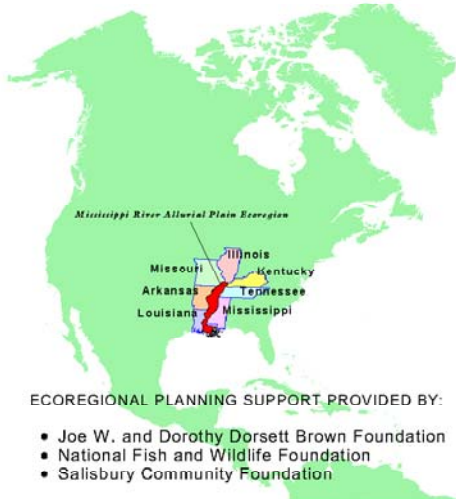 Mississippi River Allurial Plain Ecoregion
Illinois
Missouri
Kentucky
Arkansas
Tennessee
Louisiana
Mississippi
ECOREGIONAL PLANNING SUPPORT PROVIDED BY:
• Joe W. and Dorothy Dorsett Brown Foundation
• National Fish and Wildlife Foundation
• Salisbury Community Foundation